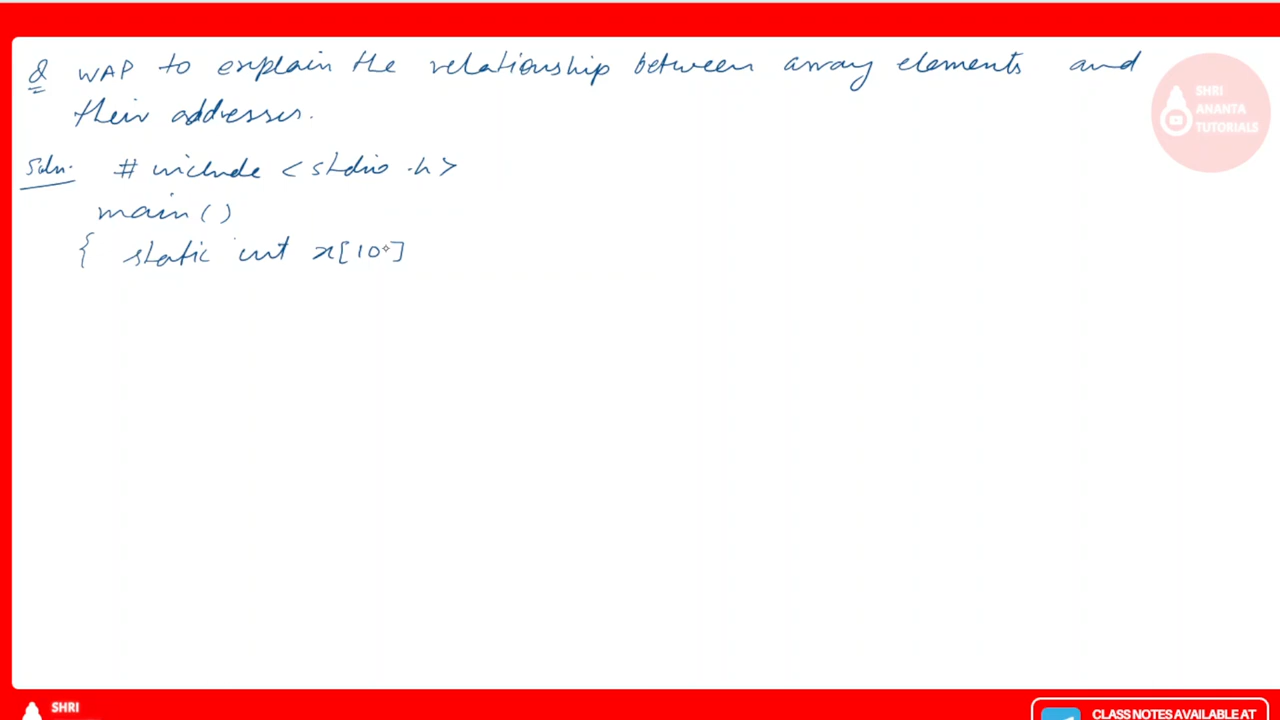 Q WAP to explain the relationship between array elements and
their addresses.
Soln. # include < stdio .h >
main ( )
{ static int x[10]
SHRI
ANANTA
TUTORIALS
SHRI
CLASS NOTES AVAILABLE AT